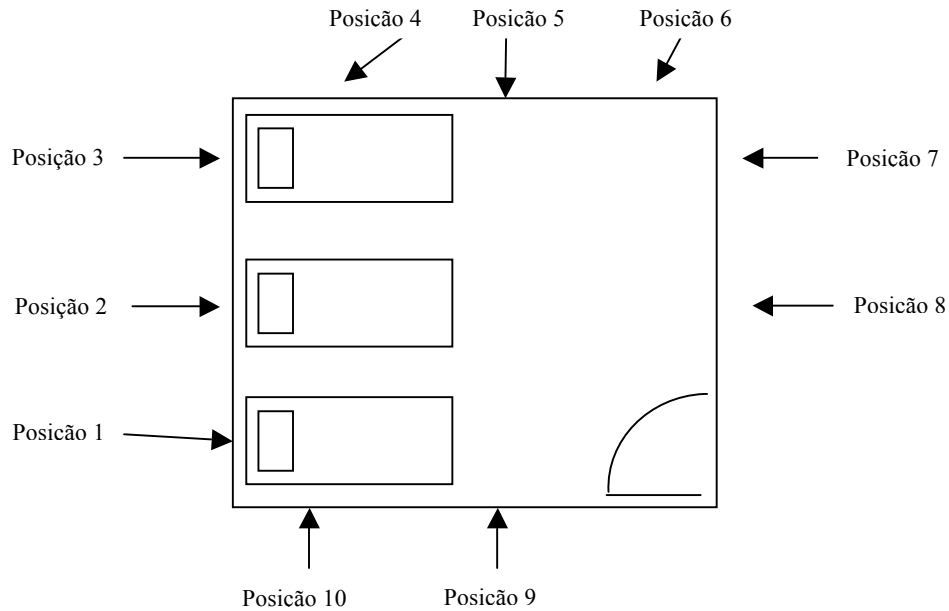 Posicão 4
Posicão 5
Posicão 6
Posição 3
Posicão 7
Posição 2
Posicão 8
Posicão 1
Posição 10
Posição 9